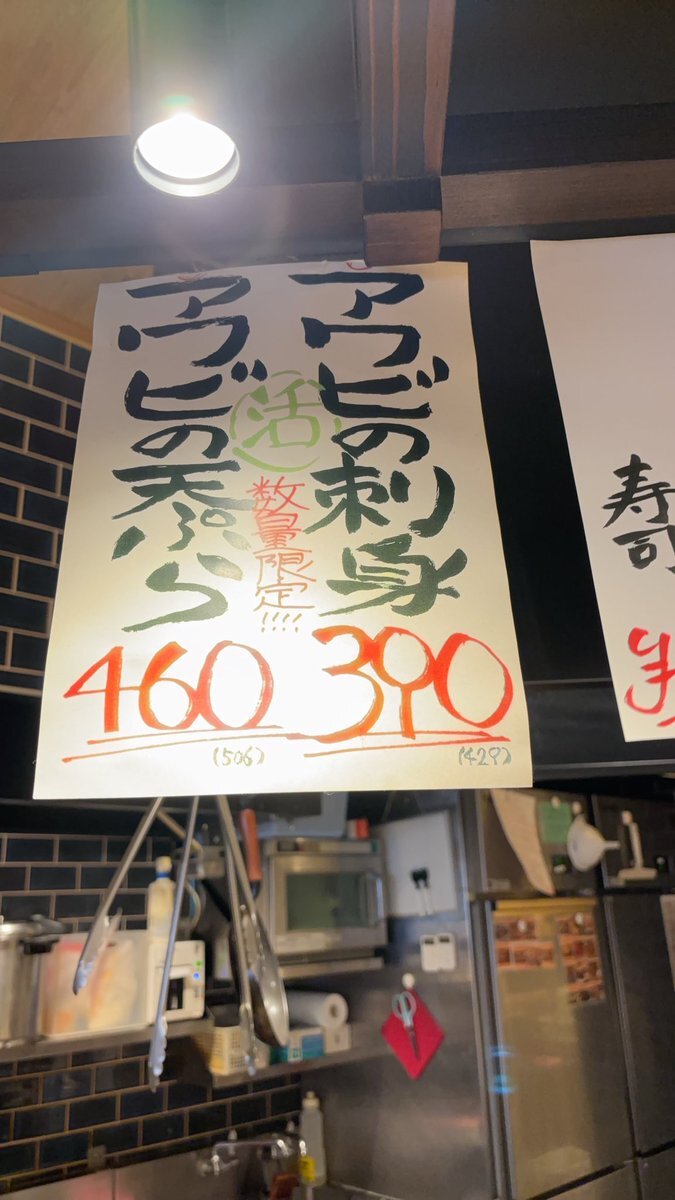 アワビの刺身
活
数量限定!!!!
アワビの天ぷら
390
(429)
460
(506)
寿司